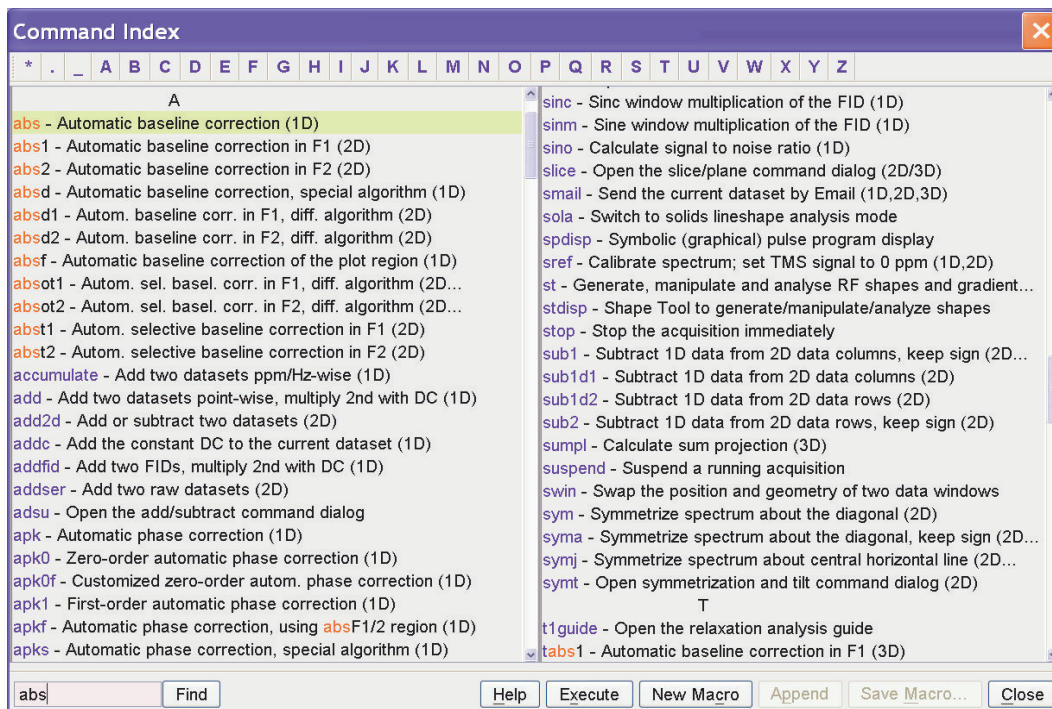 Command Index
* . _ A B C D E F G H I J K L M N O P Q R S T U V W X Y Z
A
abs - Automatic baseline correction (1D)
abs1 - Automatic baseline correction in F1 (2D)
abs2 - Automatic baseline correction in F2 (2D)
absd - Automatic baseline correction, special algorithm (1D)
absd1 - Autom. baseline corr. in F1, diff. algorithm (2D)
absd2 - Autom. baseline corr. in F2, diff. algorithm (2D)
absf - Automatic baseline correction of the plot region (1D)
absot1 - Autom. sel. basel. corr. in F1, diff. algorithm (2D...
absot2 - Autom. sel. basel. corr. in F2, diff. algorithm (2D...
abst1 - Autom. selective baseline correction in F1 (2D)
abst2 - Autom. selective baseline correction in F2 (2D)
accumulate - Add two datasets ppm/Hz-wise (1D)
add - Add two datasets point-wise, multiply 2nd with DC (1D)
add2d - Add or subtract two datasets (2D)
addc - Add the constant DC to the current dataset (1D)
addfid - Add two FIDs, multiply 2nd with DC (1D)
addser - Add two raw datasets (2D)
adsu - Open the add/subtract command dialog
apk - Automatic phase correction (1D)
apk0 - Zero-order automatic phase correction (1D)
apk0f - Customized zero-order autom. phase correction (1D)
apk1 - First-order automatic phase correction (1D)
apkf - Automatic phase correction, using absF1/2 region (1D)
apks - Automatic phase correction, special algorithm (1D)
sinc - Sinc window multiplication of the FID (1D)
sinm - Sine window multiplication of the FID (1D)
sino - Calculate signal to noise ratio (1D)
slice - Open the slice/plane command dialog (2D/3D)
smail - Send the current dataset by Email (1D,2D,3D)
sola - Switch to solids lineshape analysis mode
spdisp - Symbolic (graphical) pulse program display
sref - Calibrate spectrum; set TMS signal to 0 ppm (1D,2D)
st - Generate, manipulate and analyse RF shapes and gradient...
stdisp - Shape Tool to generate/manipulate/analyze shapes
stop - Stop the acquisition immediately
sub1 - Subtract 1D data from 2D data columns, keep sign (2D...
sub1d1 - Subtract 1D data from 2D data columns (2D)
sub1d2 - Subtract 1D data from 2D data rows (2D)
sub2 - Subtract 1D data from 2D data rows, keep sign (2D)
sumpl - Calculate sum projection (3D)
suspend - Suspend a running acquisition
swin - Swap the position and geometry of two data windows
sym - Symmetrize spectrum about the diagonal (2D)
syma - Symmetrize spectrum about the diagonal, keep sign (2D...
symj - Symmetrize spectrum about central horizontal line (2D...
symt - Open symmetrization and tilt command dialog (2D)
T
t1guide - Open the relaxation analysis guide
tabs1 - Automatic baseline correction in F1 (3D)
abs Find Help Execute New Macro Append Save Macro... Close